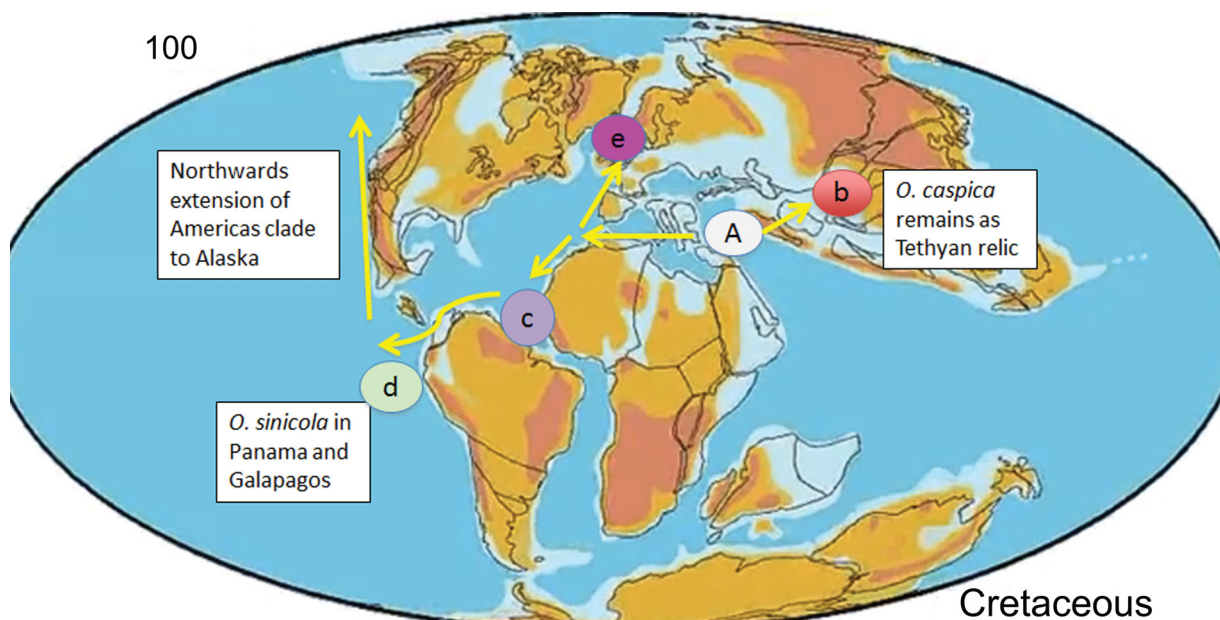 100
e
Northwards
extension of
Americas clade
to Alaska
b
O. caspica
remains as
Tethyan relic
A
c
d
O. sinicola in
Panama and
Galapagos
Cretaceous